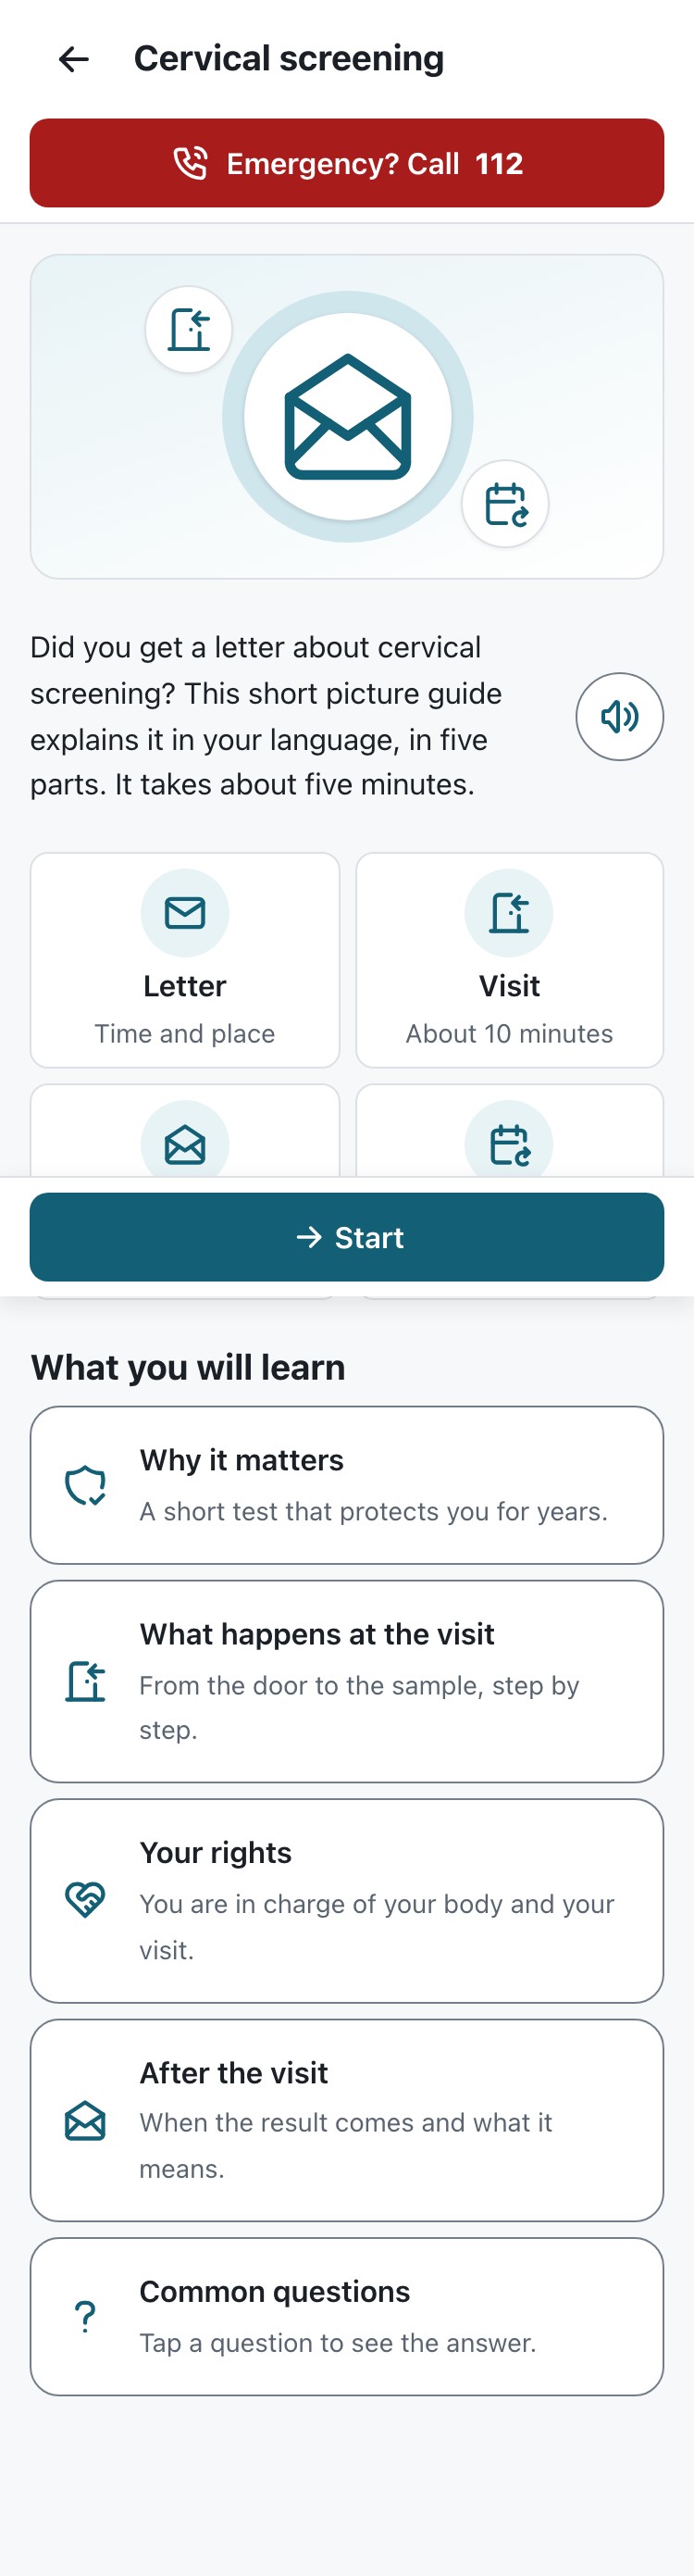 Cervical screening
Emergency? Call 112
Did you get a letter about cervical
screening? This short picture guide
explains it in your language, in five
parts. It takes about five minutes.
Letter
Time and place
Visit
About 10 minutes
Start
What you will learn
Why it matters
A short test that protects you for years.
What happens at the visit
From the door to the sample, step by
step.
Your rights
You are in charge of your body and your
visit.
After the visit
When the result comes and what it
means.
Common questions
Tap a question to see the answer.